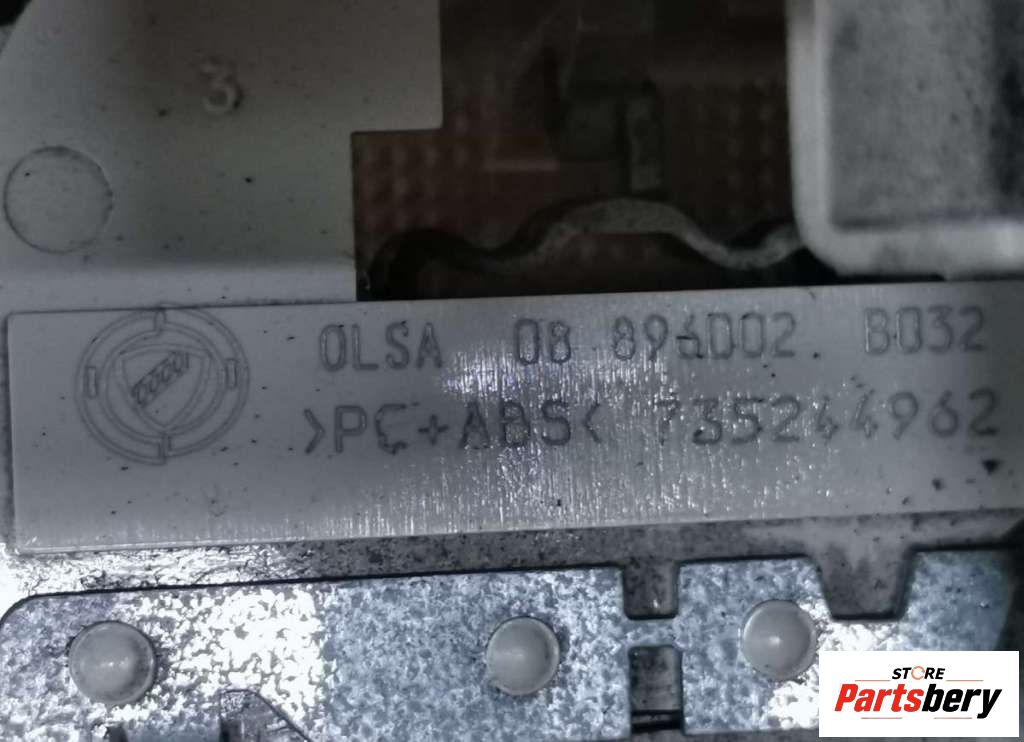 3
OLSA 08 896D02 B032
>PC+ABS< 735244962
STORE
Partsbery